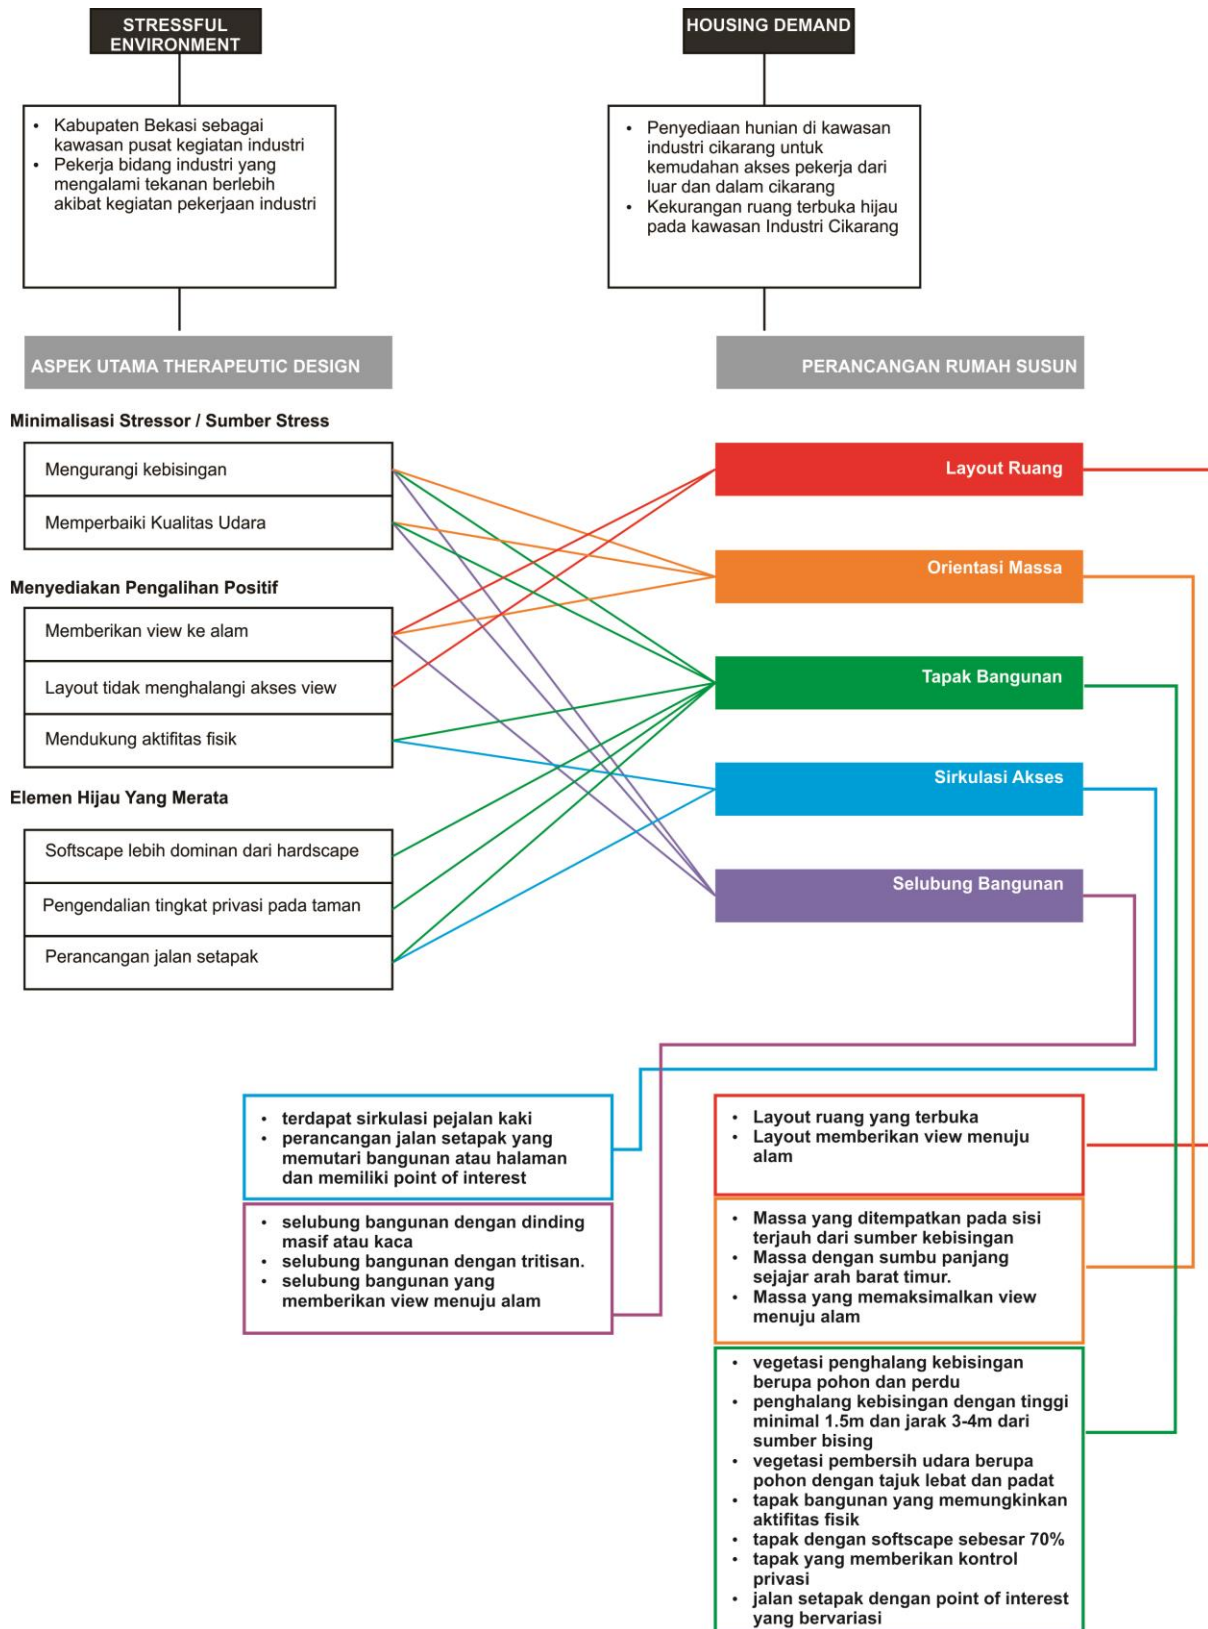 STRESSFUL
ENVIRONMENT
HOUSING DEMAND
• Kabupaten Bekasi sebagai
kawasan pusat kegiatan industri
• Pekerja bidang industri yang
mengalami tekanan berlebih
akibat kegiatan pekerjaan industri
• Penyediaan hunian di kawasan
industri cikarang untuk
kemudahan akses pekerja dari
luar dan dalam cikarang
• Kekurangan ruang terbuka hijau
pada kawasan Industri Cikarang
ASPEK UTAMA THERAPEUTIC DESIGN
PERANCANGAN RUMAH SUSUN
Minimalisasi Stressor / Sumber Stress
Mengurangi kebisingan
Memperbaiki Kualitas Udara
Menyediakan Pengalihan Positif
Memberikan view ke alam
Layout tidak menghalangi akses view
Mendukung aktifitas fisik
Elemen Hijau Yang Merata
Softscape lebih dominan dari hardscape
Pengendalian tingkat privasi pada taman
Perancangan jalan setapak
Layout Ruang
Orientasi Massa
Tapak Bangunan
Sirkulasi Akses
Selubung Bangunan
• terdapat sirkulasi pejalan kaki
• perancangan jalan setapak yang
memutari bangunan atau halaman
dan memiliki point of interest
• selubung bangunan dengan dinding
masif atau kaca
• selubung bangunan dengan tritisan.
• selubung bangunan yang
memberikan view menuju alam
• Layout ruang yang terbuka
• Layout memberikan view menuju
alam
• Massa yang ditempatkan pada sisi
terjauh dari sumber kebisingan
• Massa dengan sumbu panjang
sejajar arah barat timur.
• Massa yang memaksimalkan view
menuju alam
• vegetasi penghalang kebisingan
berupa pohon dan perdu
• penghalang kebisingan dengan tinggi
minimal 1.5m dan jarak 3-4m dari
sumber bising
• vegetasi pembersih udara berupa
pohon dengan tajuk lebat dan padat
• tapak bangunan yang memungkinkan
aktifitas fisik
• tapak dengan softscape sebesar 70%
• tapak yang memberikan kontrol
privasi
• jalan setapak dengan point of interest
yang bervariasi